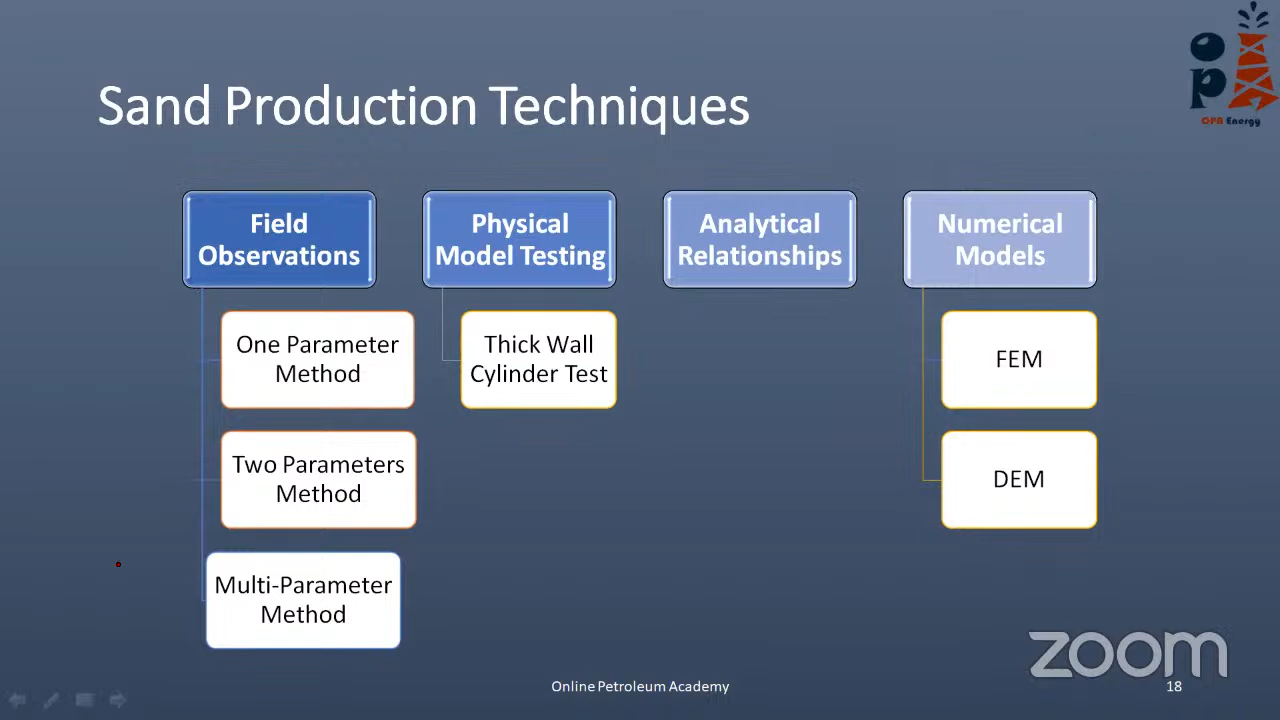 Sand Production Techniques
OPA Energy
Field
Observations
One Parameter
Method
Two Parameters
Method
Multi-Parameter
Method
Physical
Model Testing
Thick Wall
Cylinder Test
Analytical
Relationships
Numerical
Models
FEM
DEM
zoom
Online Petroleum Academy
18